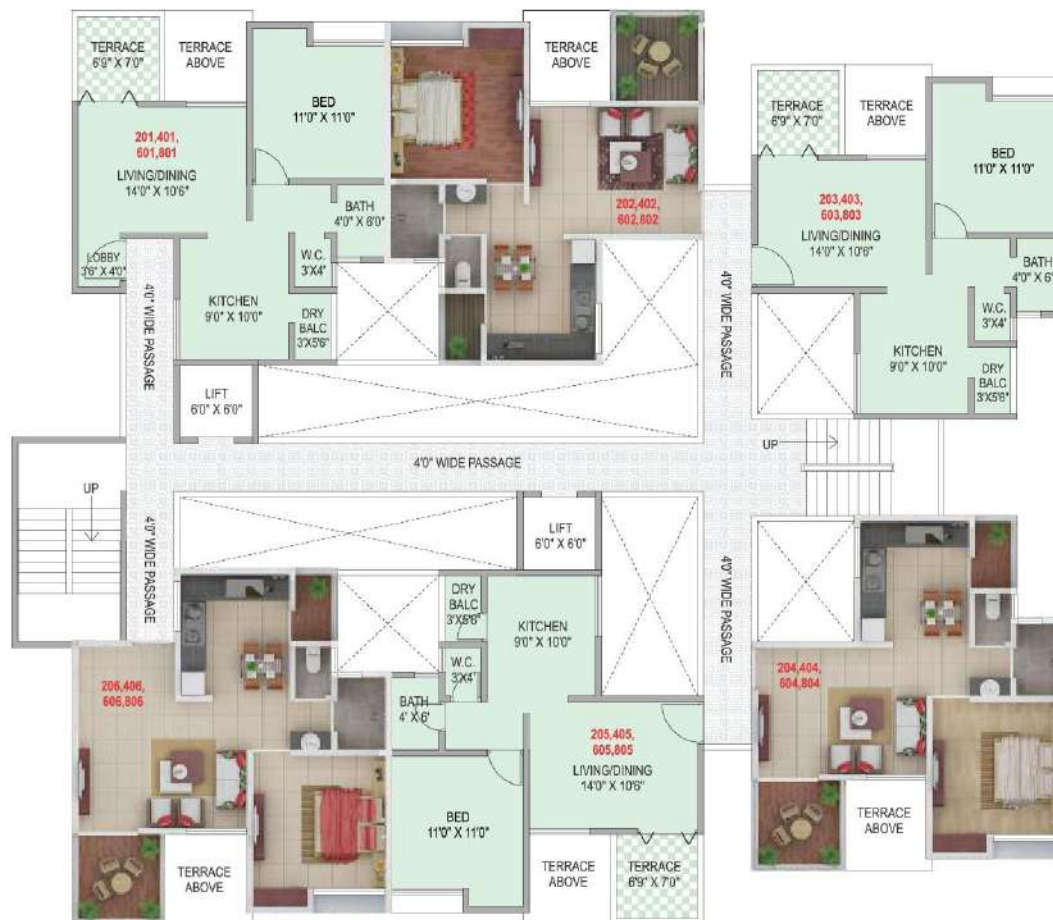 TERRACE
6'9" X 7'0"
TERRACE
ABOVE
BED
11'0" X 11'0"
201,401,
601,801
LIVING/DINING
14'0" X 10'6"
LOBBY
3'6" X 4'0"
BATH
4'0" X 6'0"
W.C.
3'X4'
KITCHEN
9'0" X 10'0"
DRY
BALC
3'X5'6"
TERRACE
ABOVE
202,402,
602,802
TERRACE
6'9" X 7'0"
TERRACE
ABOVE
BED
11'0" X 11'0"
203,403,
603,803
LIVING/DINING
14'0" X 10'6"
BATH
4'0" X 6'
W.C.
3'X4'
KITCHEN
9'0" X 10'0"
DRY
BALC
3'X5'6"
4'0" WIDE PASSAGE
4'0" WIDE PASSAGE
LIFT
6'0" X 6'0"
UP
4'0" WIDE PASSAGE
UP
4'0" WIDE PASSAGE
LIFT
6'0" X 6'0"
4'0" WIDE PASSAGE
DRY
BALC
3'X5'6"
KITCHEN
9'0" X 10'0"
W.C.
3'X4'
BATH
4' X 6'
206,406,
606,806
205,405,
605,805
LIVING/DINING
14'0" X 10'6"
BED
11'0" X 11'0"
TERRACE
ABOVE
TERRACE
ABOVE
TERRACE
6'9" X 7'0"
204,404,
604,804
TERRACE
ABOVE